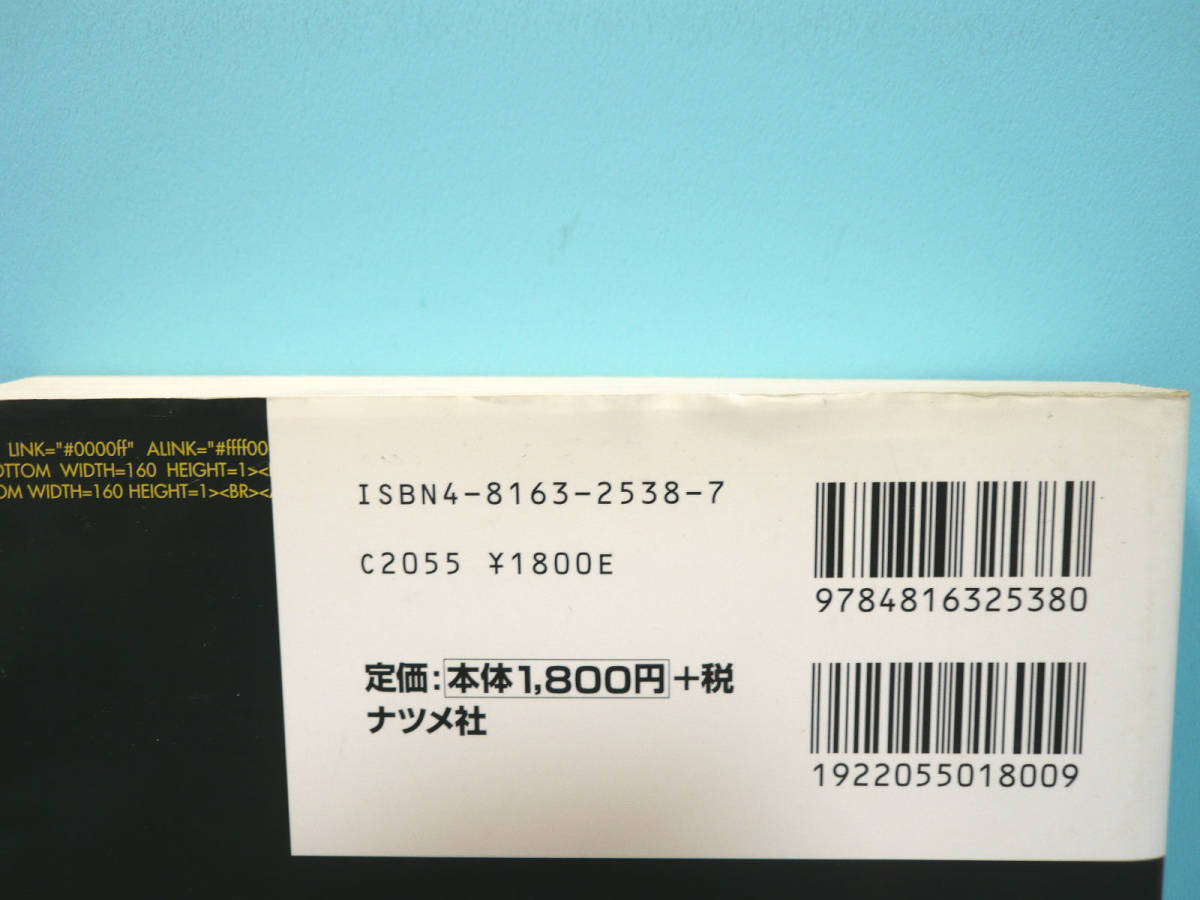 LINK="#0000ff" ALINK="#ffff00
OTTOM WIDTH=160 HEIGHT=1><
OM WIDTH=160 HEIGHT=1><BR></
ISBN4-8163-2538-7
C2055 ¥1800E
9784816325380
定価:本体1,800円+税
ナツメ社
1922055018009